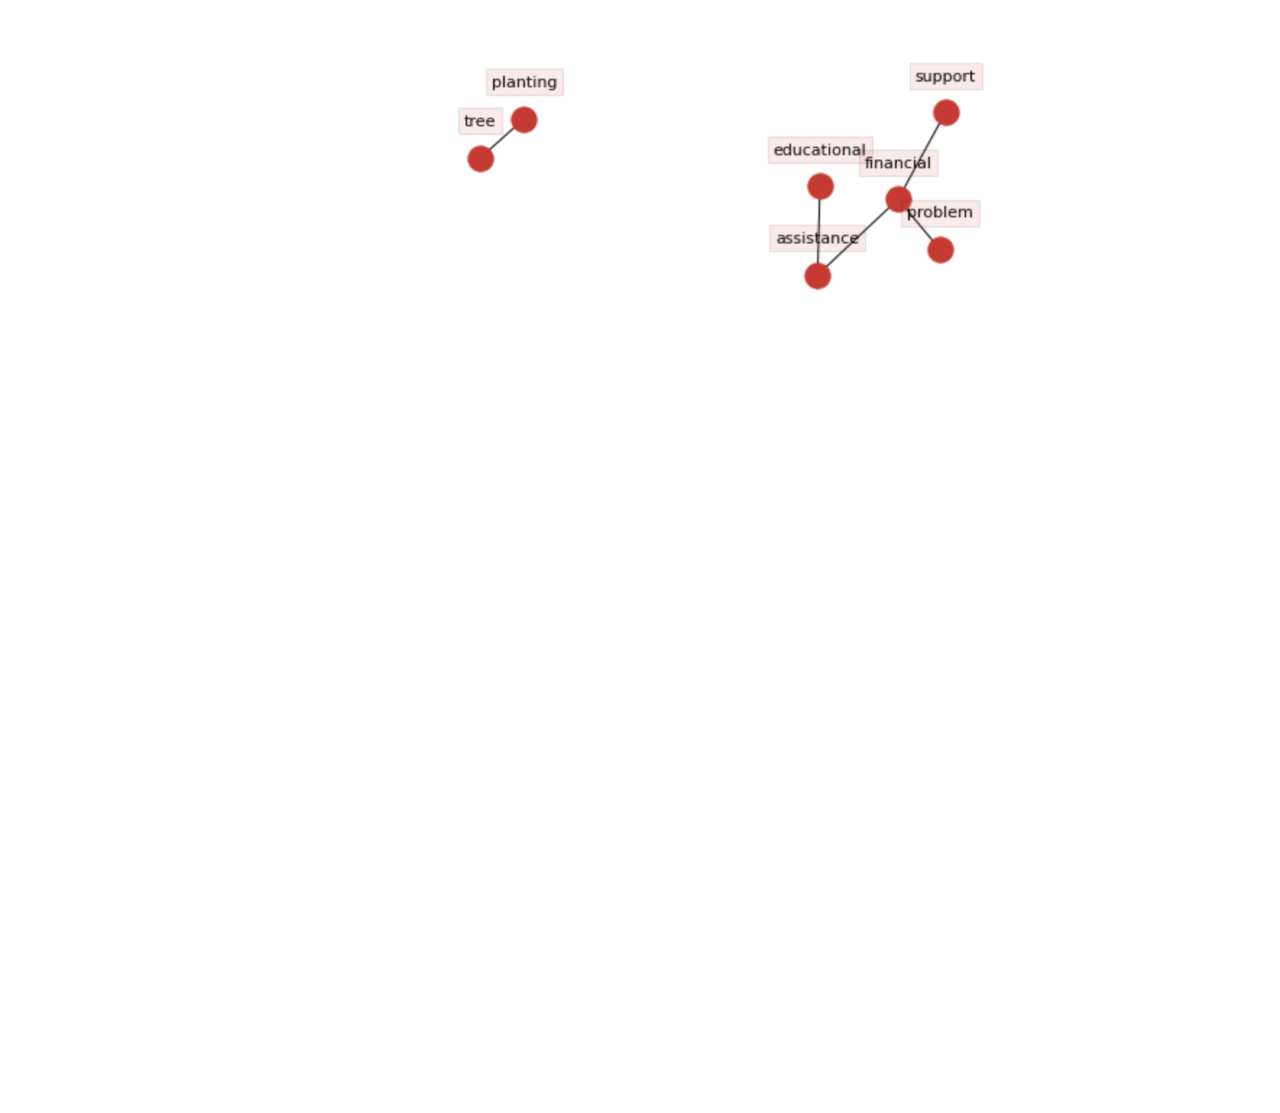 support
planting
tree
educational
financial
problem
assistance